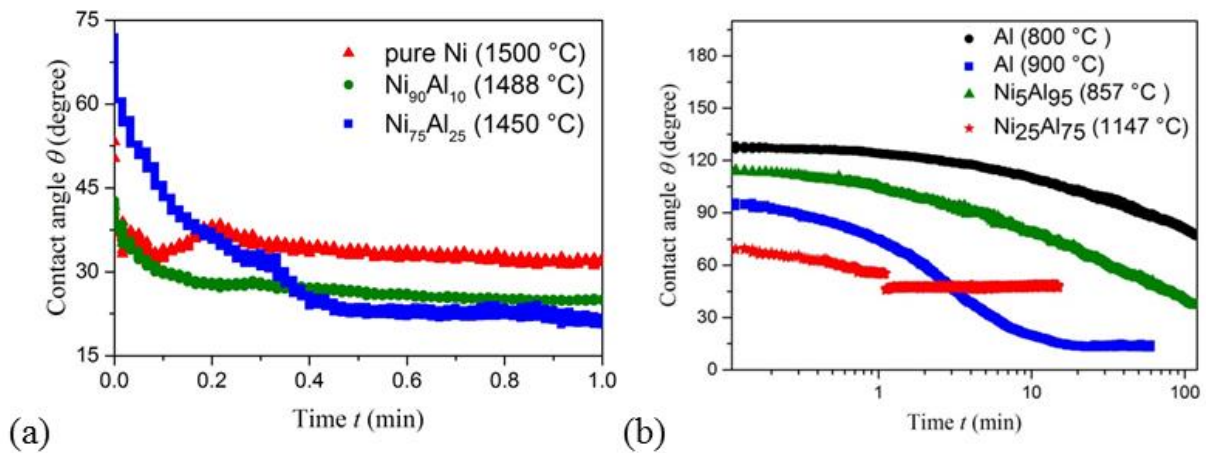 75
60
45
30
15
Contact angle θ (degree)
pure Ni (1500 °C)
Ni₉₀Al₁₀ (1488 °C)
Ni₇₅Al₂₅ (1450 °C)
0.0 0.2 0.4 0.6 0.8 1.0
Time t (min)
(a)
180
150
120
90
60
30
0
Contact angle θ (degree)
Al (800 °C )
Al (900 °C)
Ni₅Al₉₅ (857 °C )
Ni₂₅Al₇₅ (1147 °C)
1 10 100
Time t (min)
(b)